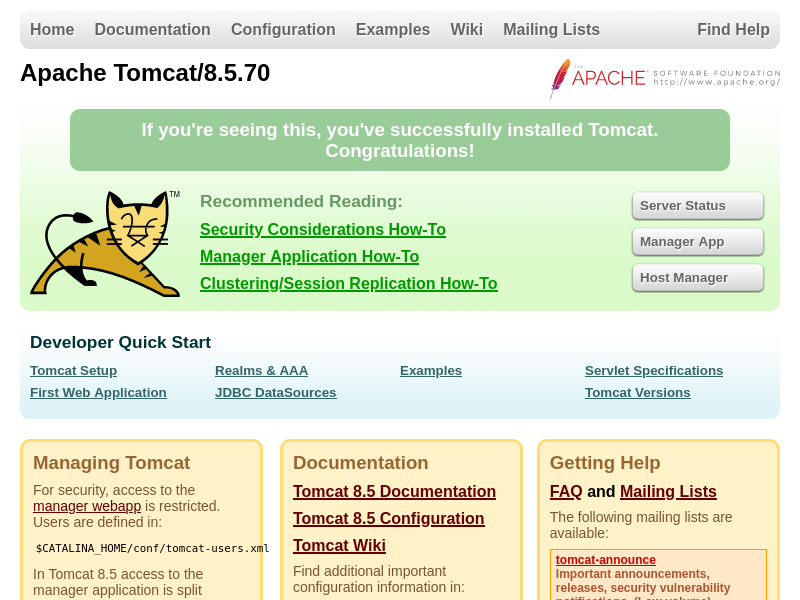 Home Documentation Configuration Examples Wiki Mailing Lists Find Help
Apache Tomcat/8.5.70
THE APACHE SOFTWARE FOUNDATION
http://www.apache.org/
If you're seeing this, you've successfully installed Tomcat.
Congratulations!
TM
Recommended Reading:
Security Considerations How-To
Manager Application How-To
Clustering/Session Replication How-To
Server Status
Manager App
Host Manager
Developer Quick Start
Tomcat Setup
First Web Application
Realms & AAA
JDBC DataSources
Examples
Servlet Specifications
Tomcat Versions
Managing Tomcat
For security, access to the
manager webapp is restricted.
Users are defined in:
$CATALINA_HOME/conf/tomcat-users.xml
In Tomcat 8.5 access to the
manager application is split
Documentation
Tomcat 8.5 Documentation
Tomcat 8.5 Configuration
Tomcat Wiki
Find additional important
configuration information in:
Getting Help
FAQ and Mailing Lists
The following mailing lists are
available:
tomcat-announce
Important announcements,
releases, security vulnerability
notifications. (Low volume).